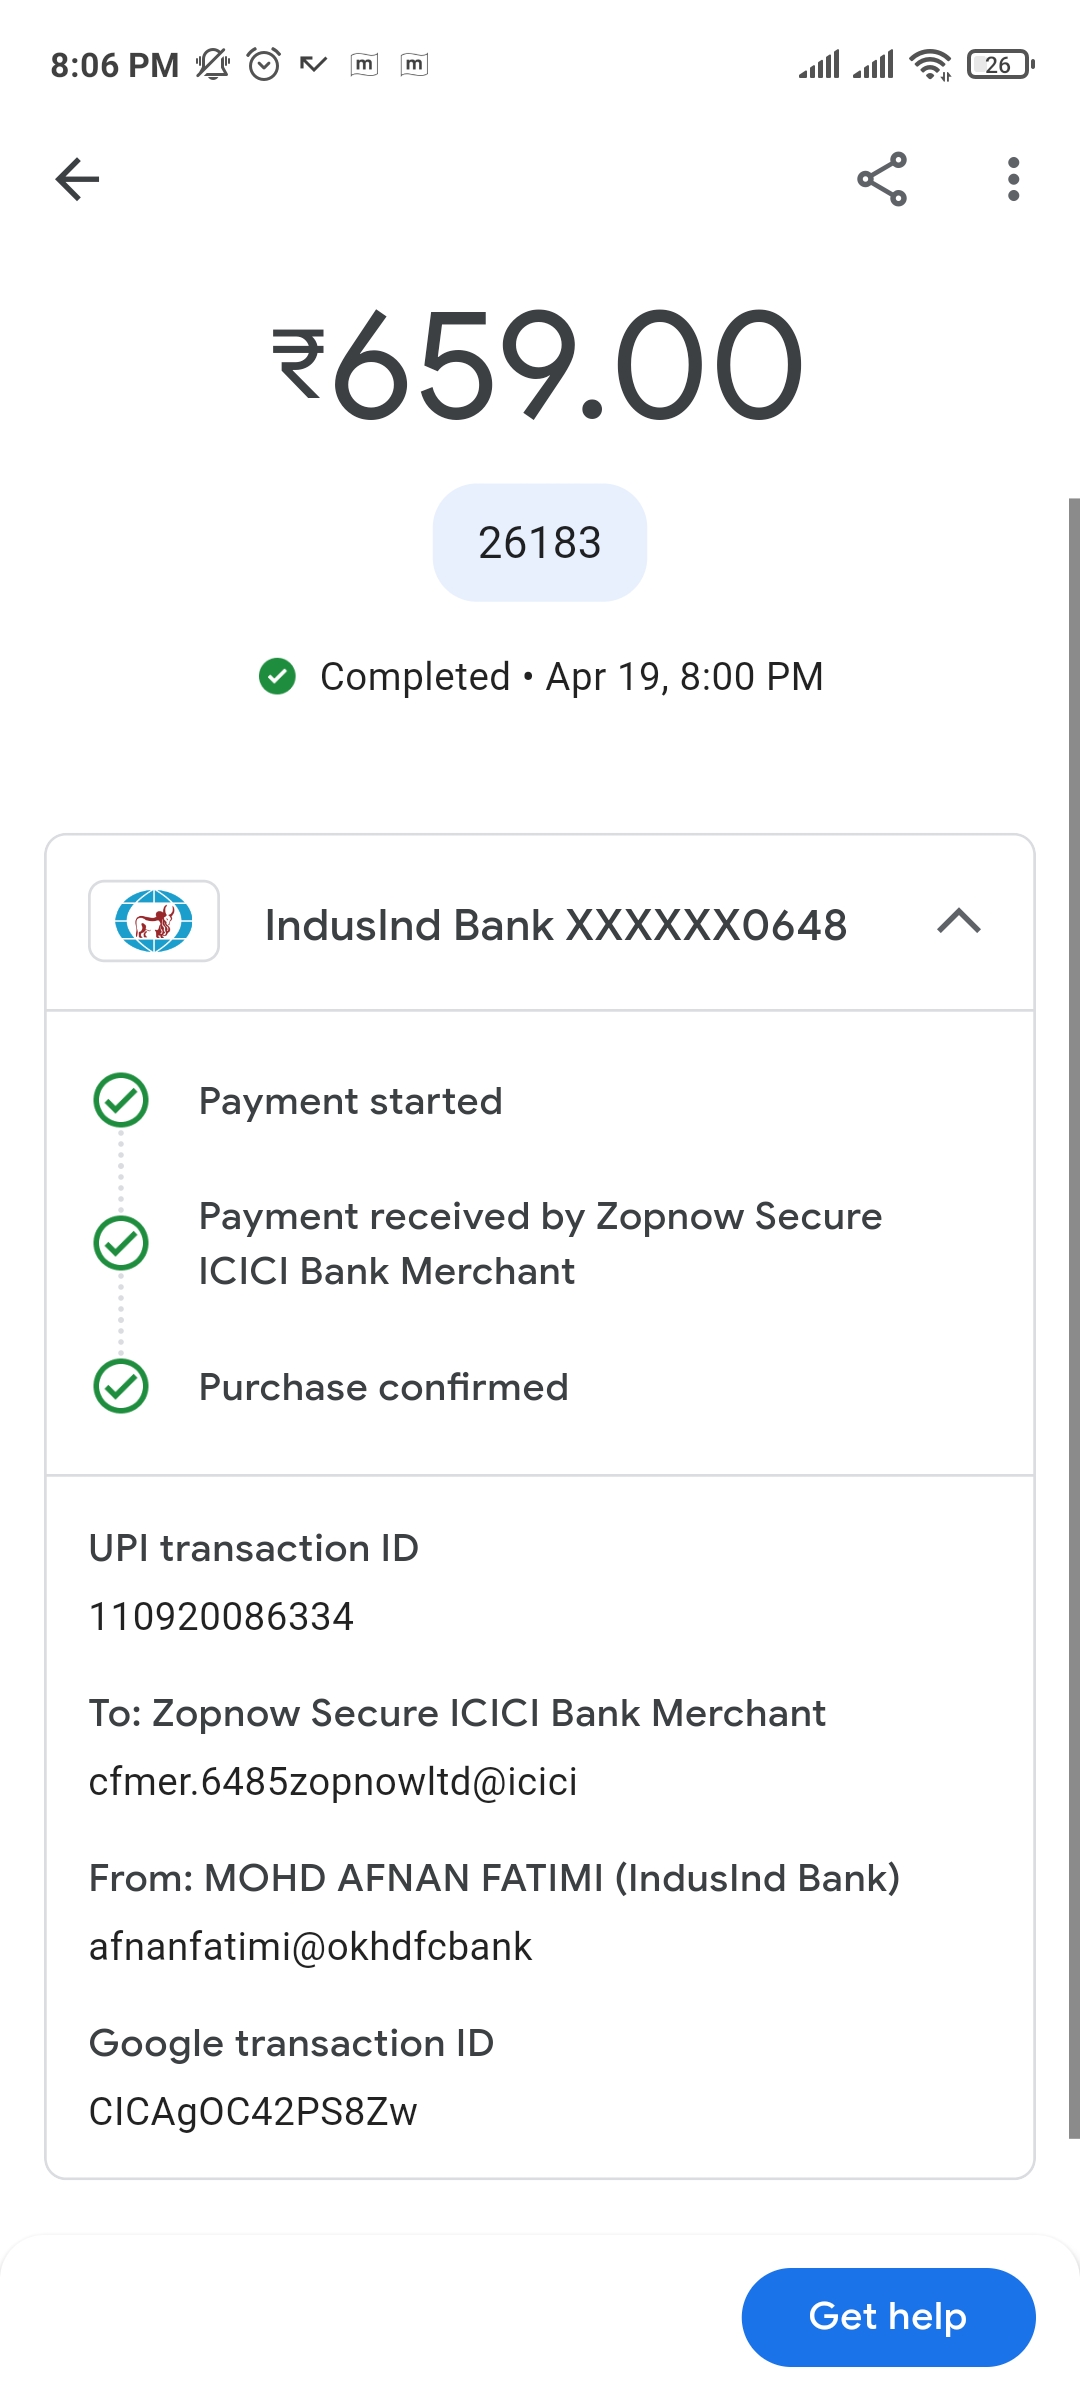 8:06 PM
m
m
26
₹659.00
26183
Completed • Apr 19, 8:00 PM
IndusInd Bank XXXXXX0648
Payment started
Payment received by Zopnow Secure
ICICI Bank Merchant
Purchase confirmed
UPI transaction ID
110920086334
To: Zopnow Secure ICICI Bank Merchant
cfmer.6485zopnowltd@icici
From: MOHD AFNAN FATIMI (IndusInd Bank)
afnanfatimi@okhdfcbank
Google transaction ID
CICAgOC42PS8Zw
Get help